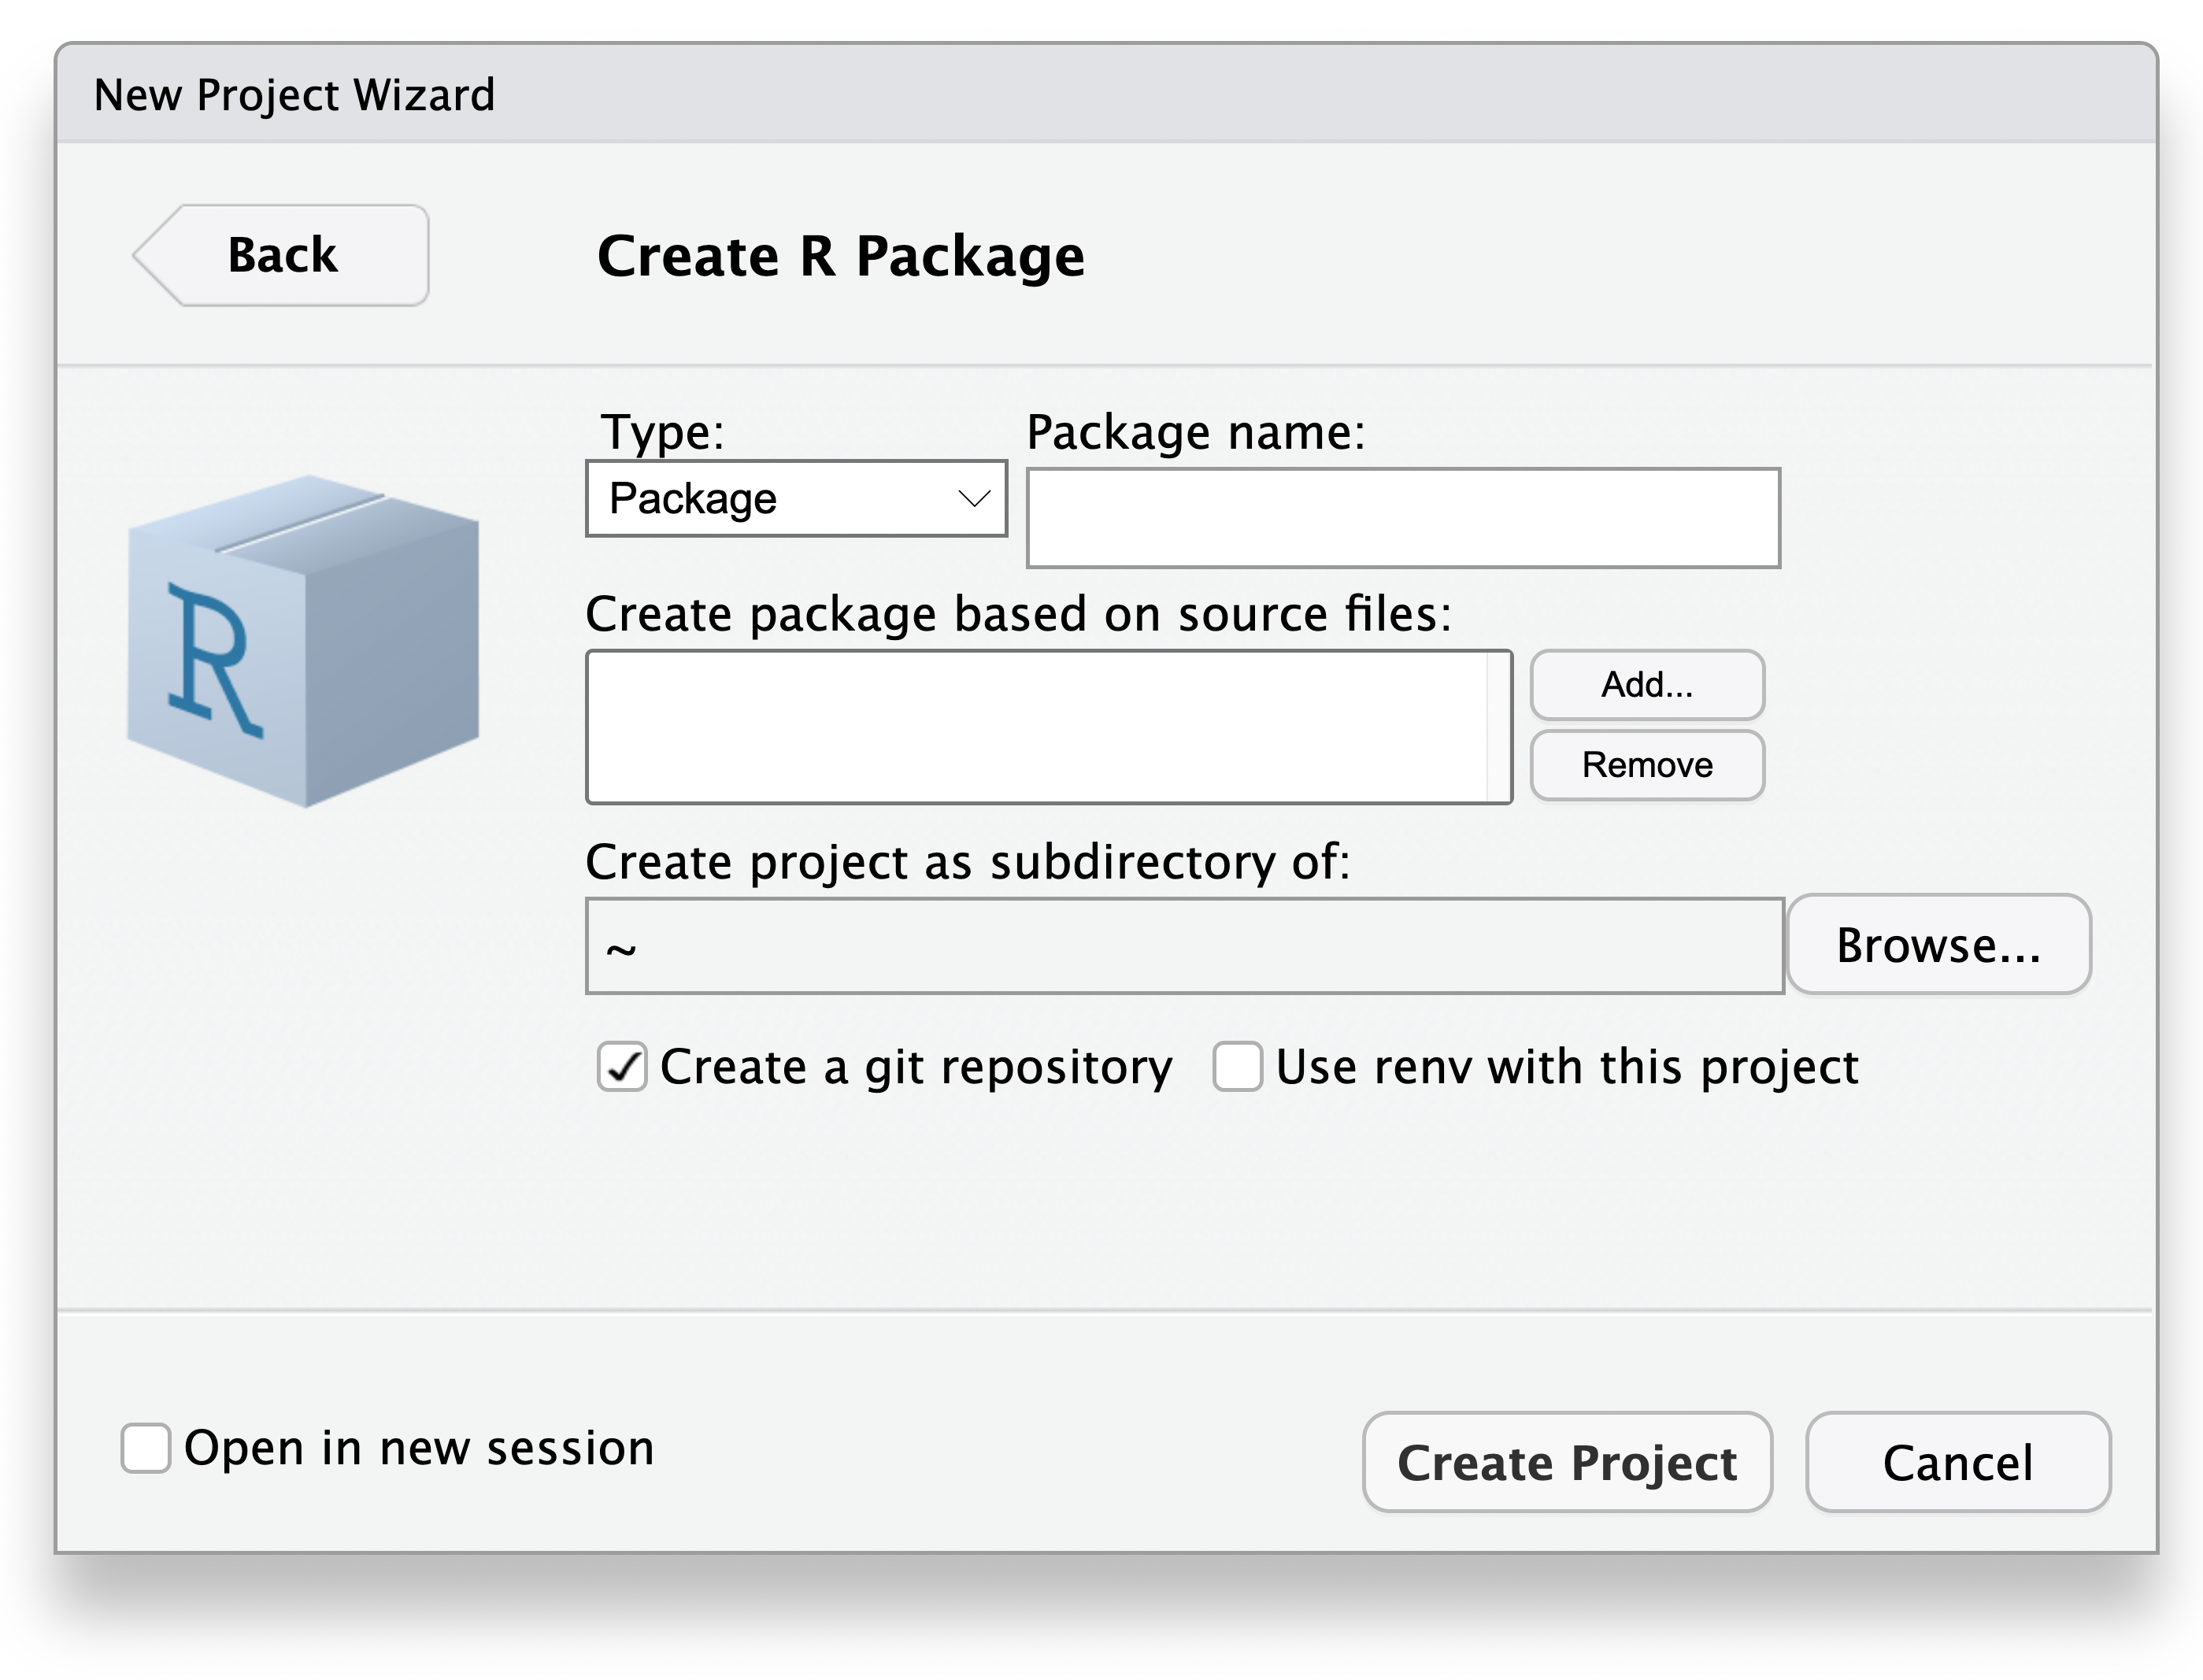 New Project Wizard
Back
Create R Package
R
Type: Package name:
Package
Create package based on source files:
Add...
Remove
Create project as subdirectory of:
~ Browse...
Create a git repository Use renv with this project
Open in new session Create Project Cancel